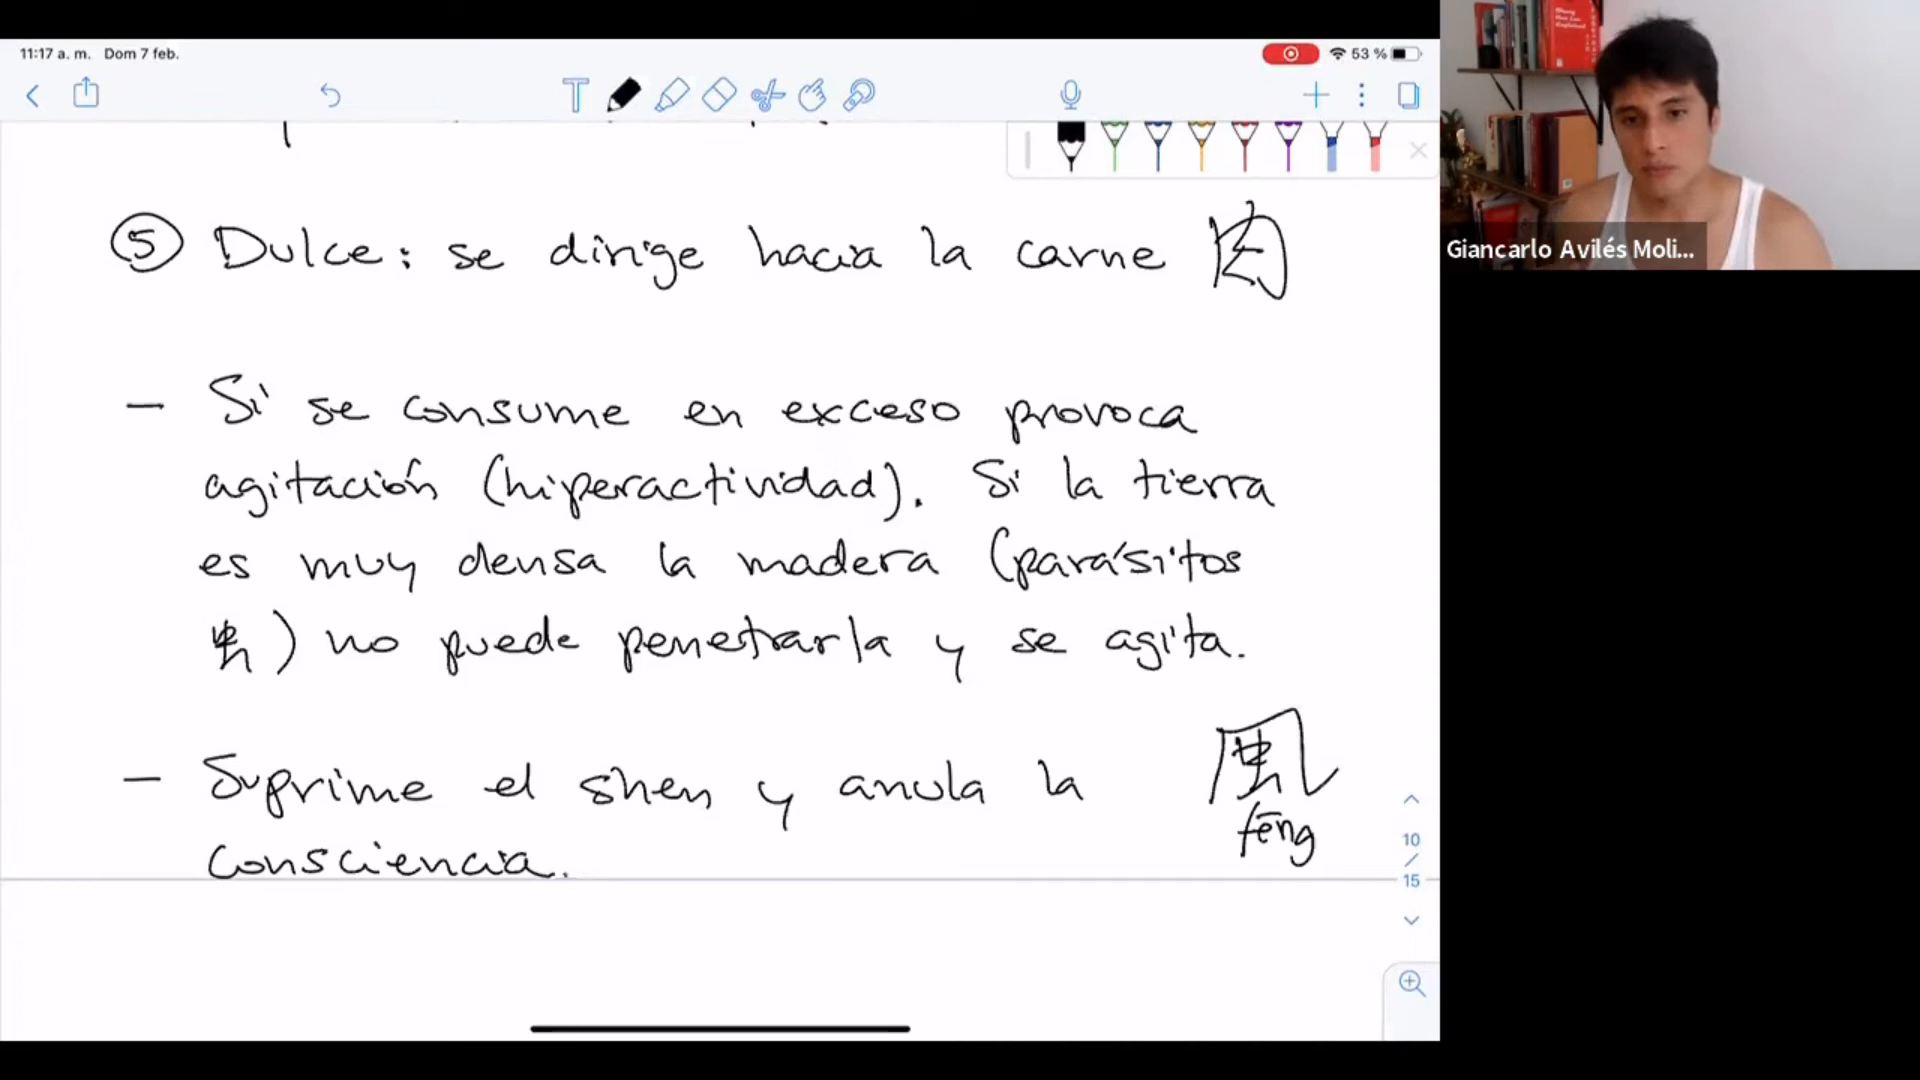 11:17 a. m. Dom 7 feb.
53 %
⑤ Dulce: se dirige hacia la carne 肉
- Si se consume en exceso provoca
agitación (hiperactividad). Si la tierra
es muy densa la madera (parásitos
虫) no puede penetrarla y se agita.
- Suprime el shen y anula la
consciencia.
風
fēng
10
/
15
Giancarlo Avilés Moli...